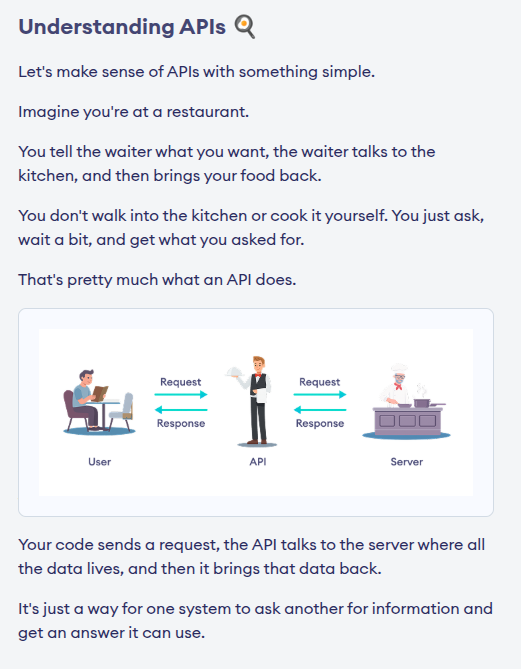 Understanding APIs 🍳
Let's make sense of APIs with something simple.
Imagine you're at a restaurant.
You tell the waiter what you want, the waiter talks to the
kitchen, and then brings your food back.
You don't walk into the kitchen or cook it yourself. You just ask,
wait a bit, and get what you asked for.
That's pretty much what an API does.
Request
Response
Request
Response
User
API
Server
Your code sends a request, the API talks to the server where all
the data lives, and then it brings that data back.
It's just a way for one system to ask another for information and
get an answer it can use.